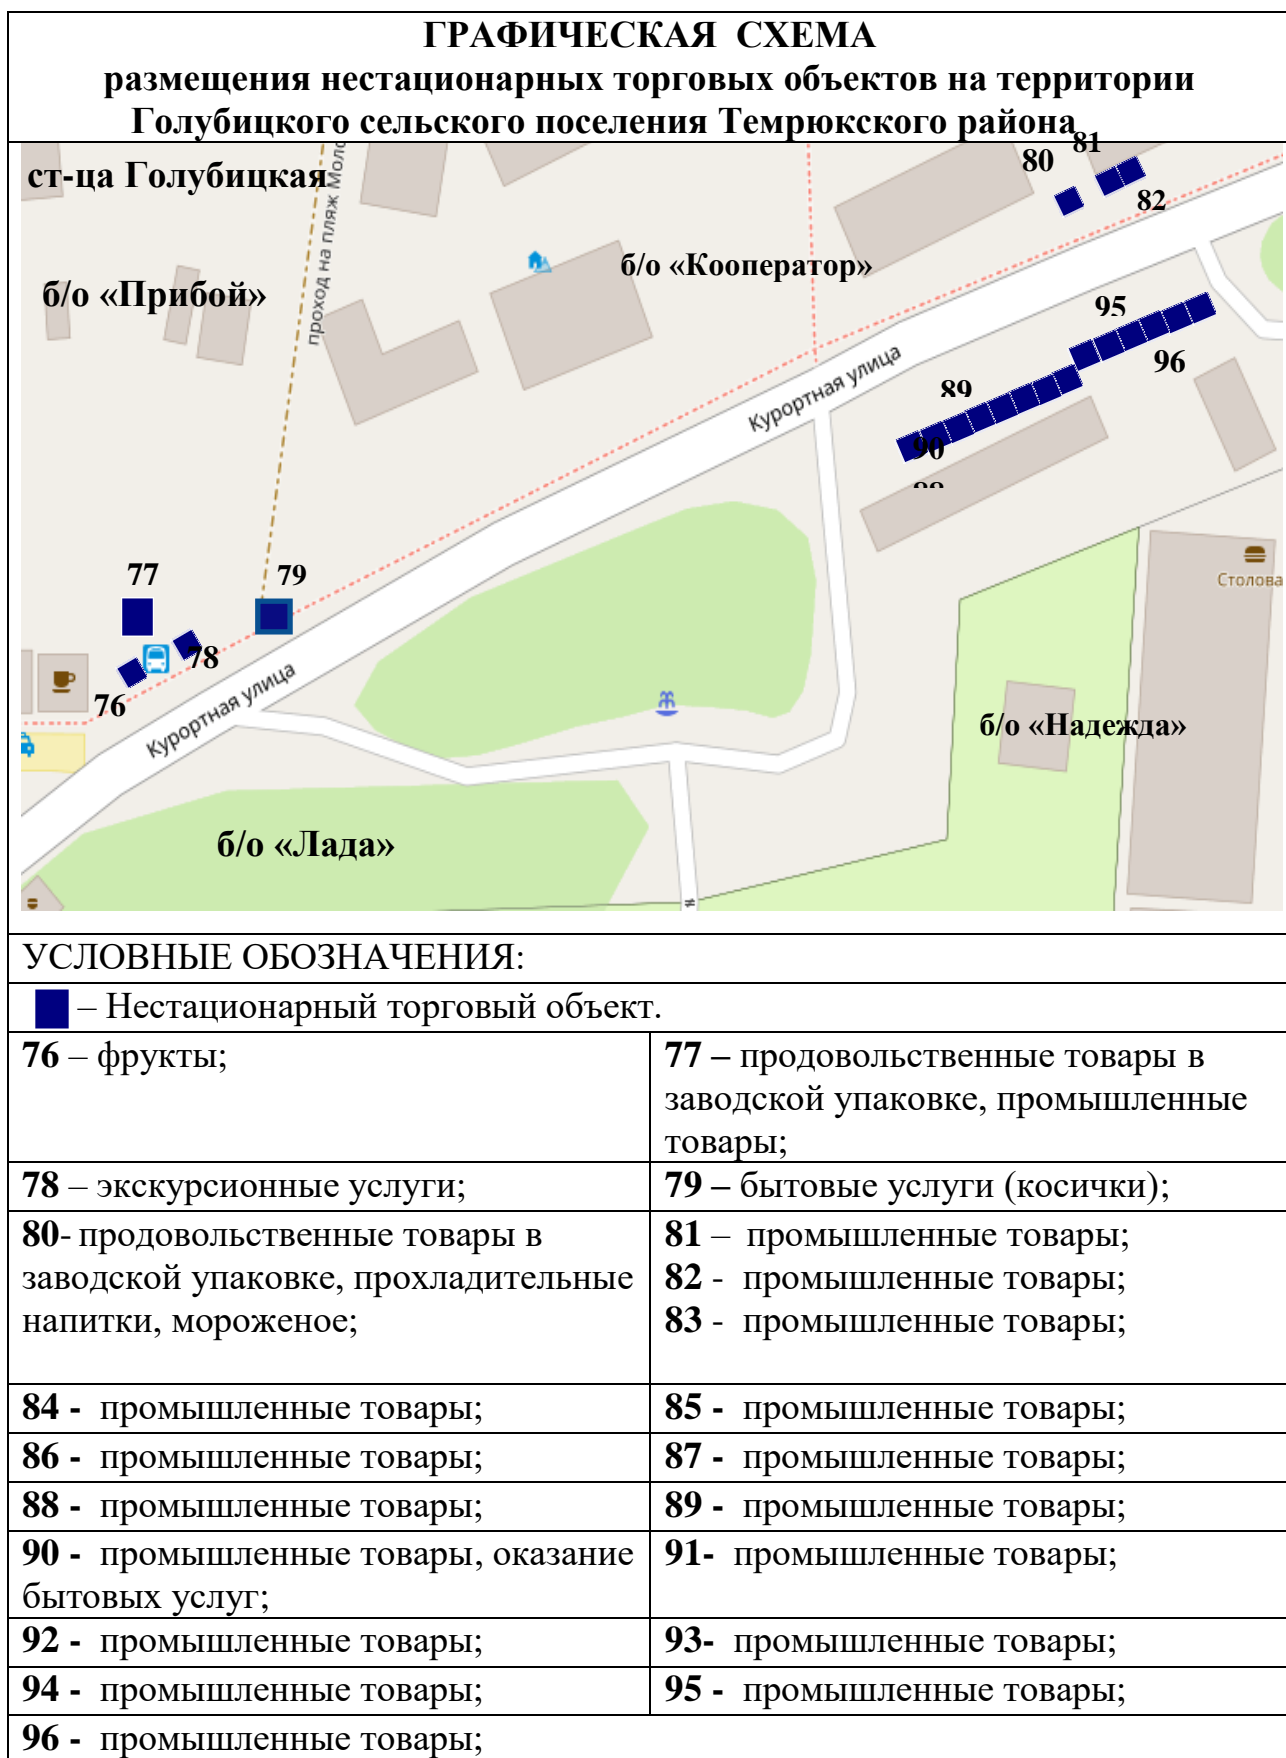 ГРАФИЧЕСКАЯ СХЕМА
размещения нестационарных торговых объектов на территории
Голубицкого сельского поселения Темрюкского района
81
80
82
ст-ца Голубицкая
проход на пляж
б/о «Кооператор»
б/о «Прибой»
95
96
Курортная улица
89
90
77
79
78
76
Столова
Курортная улица
б/о «Надежда»
б/о «Лада»
УСЛОВНЫЕ ОБОЗНАЧЕНИЯ:
– Нестационарный торговый объект.
76 – фрукты;
77 – продовольственные товары в
заводской упаковке, промышленные
товары;
78 – экскурсионные услуги;
79 – бытовые услуги (косички);
80- продовольственные товары в
заводской упаковке, прохладительные
напитки, мороженое;
81 – промышленные товары;
82 - промышленные товары;
83 - промышленные товары;
84 - промышленные товары;
85 - промышленные товары;
86 - промышленные товары;
87 - промышленные товары;
88 - промышленные товары;
89 - промышленные товары;
90 - промышленные товары, оказание
бытовых услуг;
91- промышленные товары;
92 - промышленные товары;
93- промышленные товары;
94 - промышленные товары;
95 - промышленные товары;
96 - промышленные товары;